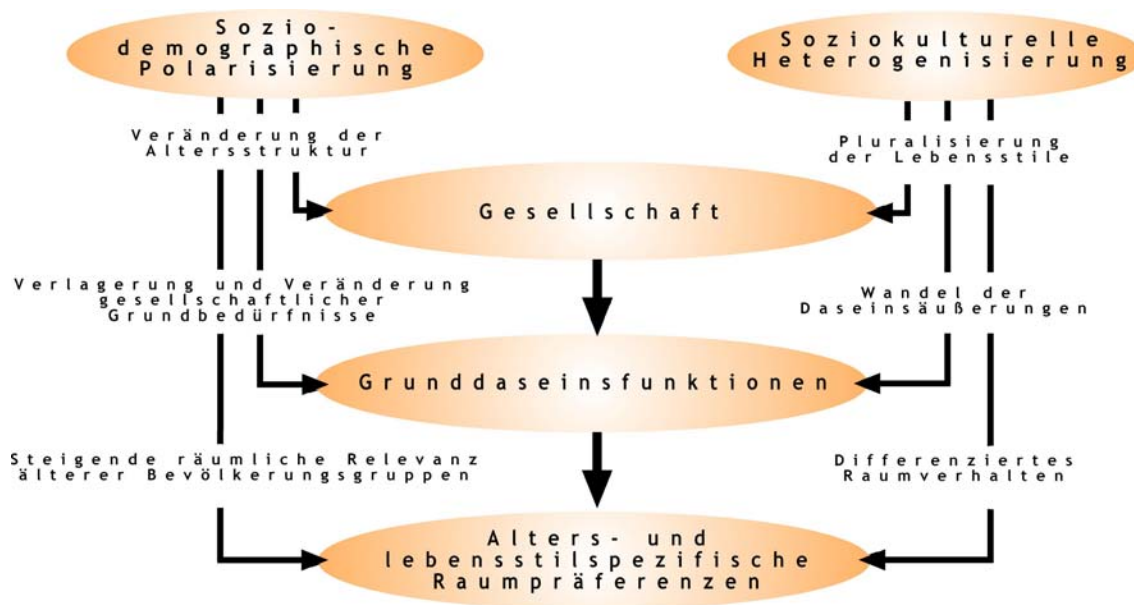 Sozio-
demographische
Polarisierung
Soziokulturelle
Heterogenisierung
Veränderung der
Altersstruktur
Pluralisierung
der Lebensstile
Gesellschaft
Verlagerung und Veränderung
gesellschaftlicher
Grundbedürfnisse
Wandel der
Daseinsäußerungen
Grunddaseinsfunktionen
Steigende räumliche Relevanz
älterer Bevölkerungsgruppen
Differenziertes
Raumverhalten
Alters- und
lebensstilspezifische
Raumpräferenzen